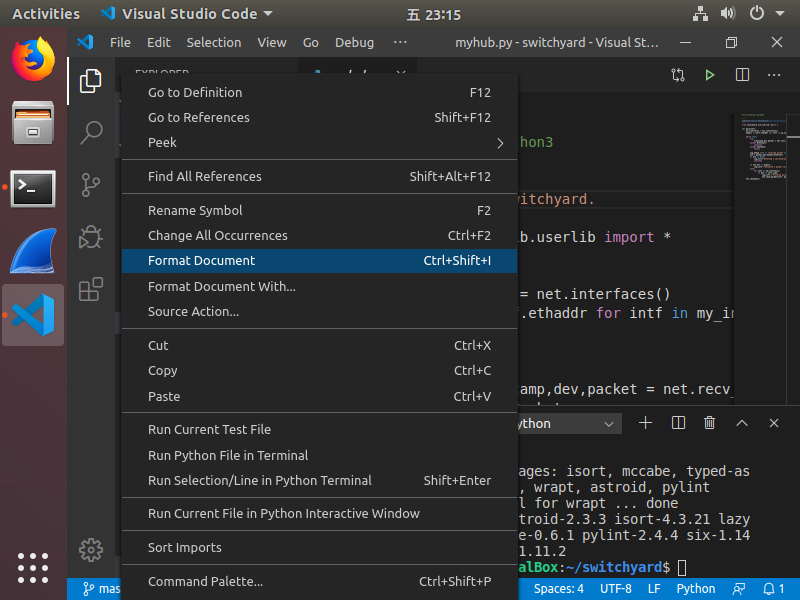 Activities
Visual Studio Code
五 23:15
File Edit Selection View Go Debug ···
myhub.py - switchyard - Visual St…
Go to Definition F12
Go to References Shift+F12
Peek
Find All References Shift+Alt+F12
Rename Symbol F2
Change All Occurrences Ctrl+F2
Format Document Ctrl+Shift+I
Format Document With...
Source Action...
Cut Ctrl+X
Copy Ctrl+C
Paste Ctrl+V
Run Current Test File
Run Python File in Terminal
Run Selection/Line in Python Terminal Shift+Enter
Run Current File in Python Interactive Window
Sort Imports
Command Palette... Ctrl+Shift+P
hon3
witchyard.
ib.userlib import *
= net.interfaces()
f.ethaddr for intf in my_in
amp,dev,packet = net.recv_
ython
ages: isort, mccabe, typed-as
, wrapt, astroid, pylint
l for wrapt ... done
troid-2.3.3 isort-4.3.21 lazy
e-0.6.1 pylint-2.4.4 six-1.14
1.11.2
alBox:~/switchyard$
mas
Spaces: 4 UTF-8 LF Python 1